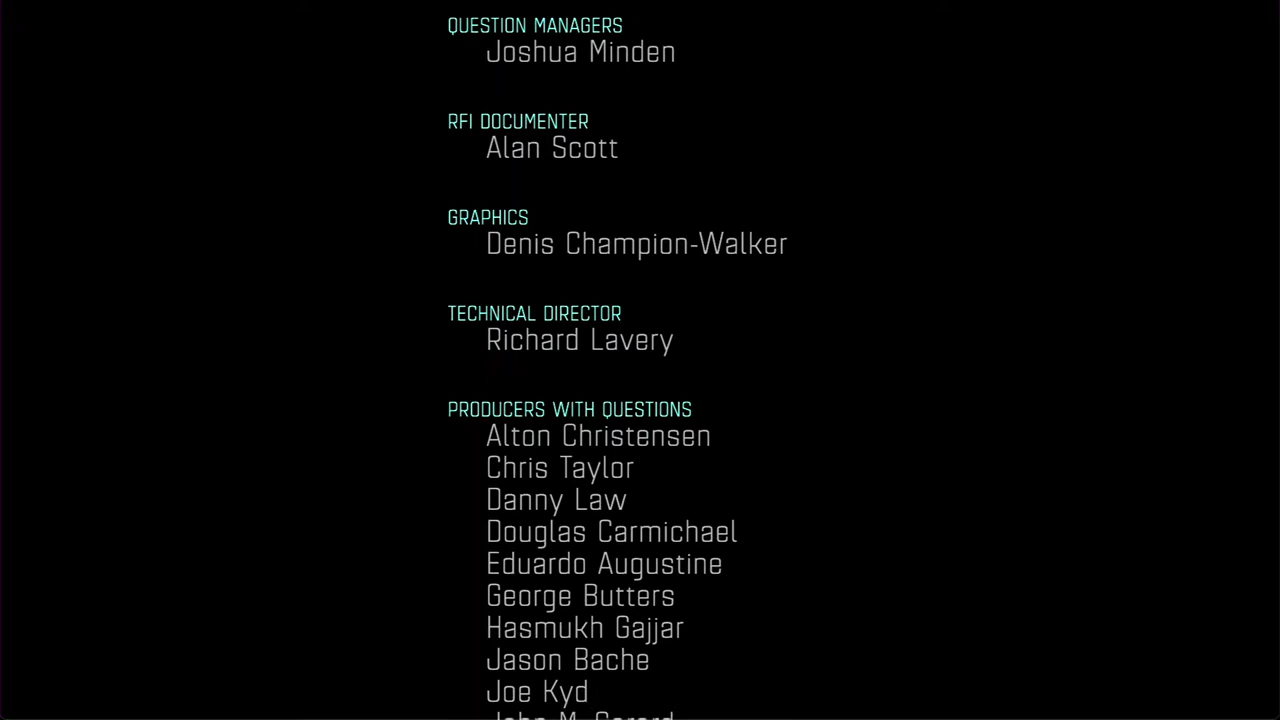 QUESTION MANAGERS
Joshua Minden
RFI DOCUMENTER
Alan Scott
GRAPHICS
Denis Champion-Walker
TECHNICAL DIRECTOR
Richard Lavery
PRODUCERS WITH QUESTIONS
Alton Christensen
Chris Taylor
Danny Law
Douglas Carmichael
Eduardo Augustine
George Butters
Hasmukh Gajjar
Jason Bache
Joe Kyd
John M.